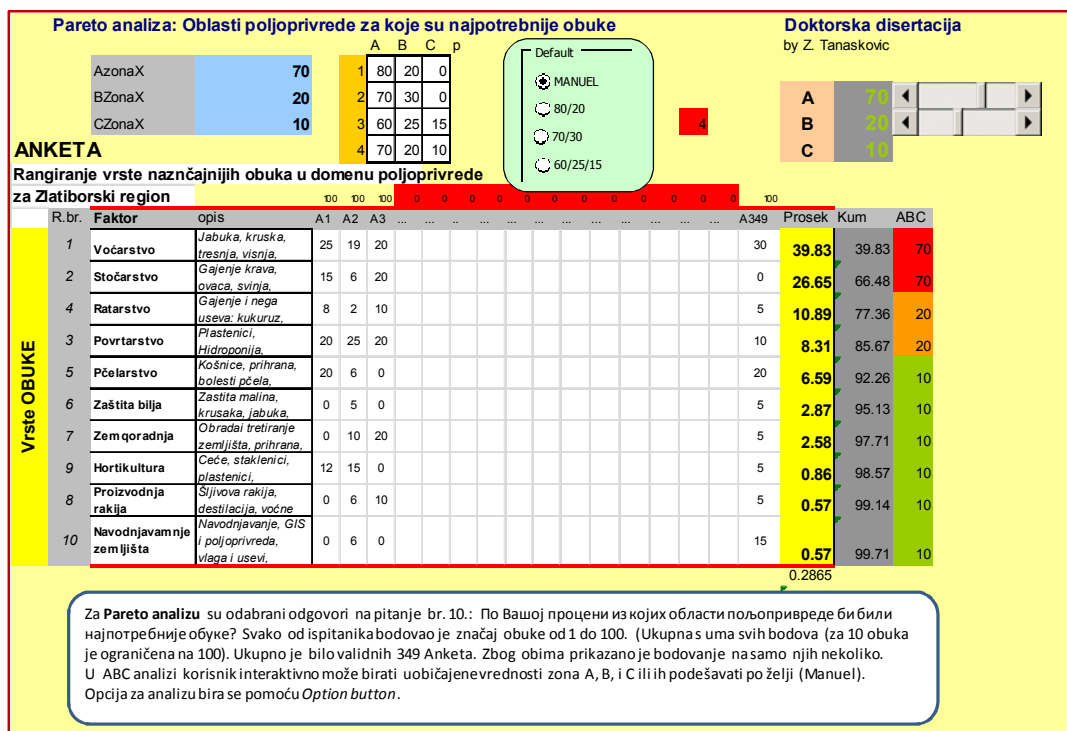 Pareto analiza: Oblasti poljoprivrede za koje su najpotrebnije obuke
Doktorska disertacija
by Z. Tanaskovic
A B C p
AzonaX 70
BZonaX 20
CZonaX 10
1 80 20 0
2 70 30 0
3 60 25 15
4 70 20 10
Default
MANUEL
80/20
70/30
60/25/15
4
A 70
B 20
C 10
ANKETA
Rangiranje vrste naznčajnijih obuka u domenu poljoprivrede
za Zlatiborski region 100 100 100 0 0 0 0 0 0 0 0 0 0 0 0 100
R.br. Faktor opis A1 A2 A3 ... ... .. ... ... ... ... ... ... ... ... ... A349 Prosek Kum ABC
Vrste OBUKE
1 Voćarstvo Jabuka, kruska, tresnja, visnja, 25 19 20 30 39.83 39.83 70
2 Stočarstvo Gajenje krava, ovaca, svinja, 15 6 20 0 26.65 66.48 70
4 Ratarstvo Gajenje i nega useva: kukuruz, 8 2 10 5 10.89 77.36 20
3 Povrtarstvo Plastenici, Hidroponija, 20 25 20 10 8.31 85.67 20
5 Pčelarstvo Košnice, prihrana, bolesti pčela, 20 6 0 20 6.59 92.26 10
6 Zaštita bilja Zastita malina, krusaka, jabuka, 0 5 0 5 2.87 95.13 10
7 Zemqoradnja Obradai tretiranje zemljišta, prihrana, 0 10 20 5 2.58 97.71 10
9 Hortikultura Ceće, staklenici, plastenici, 12 15 0 5 0.86 98.57 10
8 Proizvodnja rakija Šljivova rakija, destilacija, voćne 0 6 10 5 0.57 99.14 10
10 Navodnjavamnje zemljišta Navodnjavanje, GIS i poljoprivreda, vlaga i usevi, 0 6 0 15 0.57 99.71 10
0.2865
Za Pareto analizu su odabrani odgovori na pitanje br. 10.: По Вашој процени из којих области пољопривреде би били
најпотребније обуке? Svako od ispitanika bodovao je značaj obuke od 1 do 100. (Ukupna s uma svih bodova (za 10 obuka
je ograničena na 100). Ukupno je bilo validnih 349 Anketa. Zbog obima prikazano je bodovanje na samo njih nekoliko.
U ABC analizi korisnik interaktivno može birati uobičajene vrednosti zona A, B, i C ili ih podešavati po želji (Manuel).
Opcija za analizu bira se pomoću Option button.